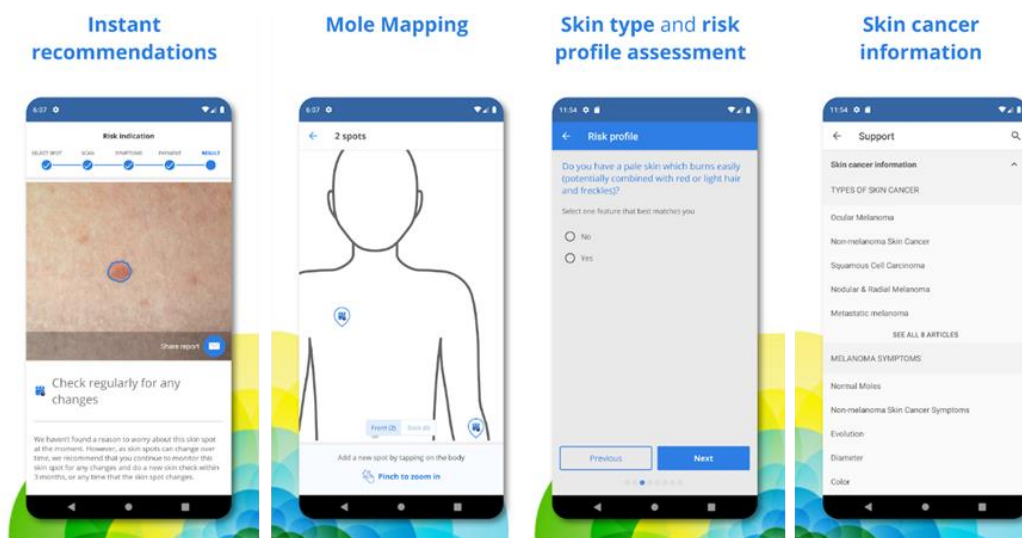 Instant
recommendations
6:07
Risk indication
SELECT SPOT SCAN SYMPTOMS PAYMENT RESULT
Share report
Check regularly for any
changes
We haven't found a reason to worry about this skin spot
at the moment. However, as skin spots can change over
time, we recommend that you continue to monitor this
skin spot for any changes and do a new skin check within
3 months, or any time that the skin spot changes.
Mole Mapping
6:07
2 spots
Front (2) Back (0)
Add a new spot by tapping on the body
Pinch to zoom in
Skin type and risk
profile assessment
11:54
Risk profile
Do you have a pale skin which burns easily
(potentially combined with red or light hair
and freckles)?
Select one feature that best matches you
No
Yes
Previous Next
Skin cancer
information
11:54
Support
Skin cancer information
TYPES OF SKIN CANCER
Ocular Melanoma
Non-melanoma Skin Cancer
Squamous Cell Carcinoma
Nodular & Radial Melanoma
Metastatic melanoma
SEE ALL 8 ARTICLES
MELANOMA SYMPTOMS
Normal Moles
Non-melanoma Skin Cancer Symptoms
Evolution
Diameter
Color